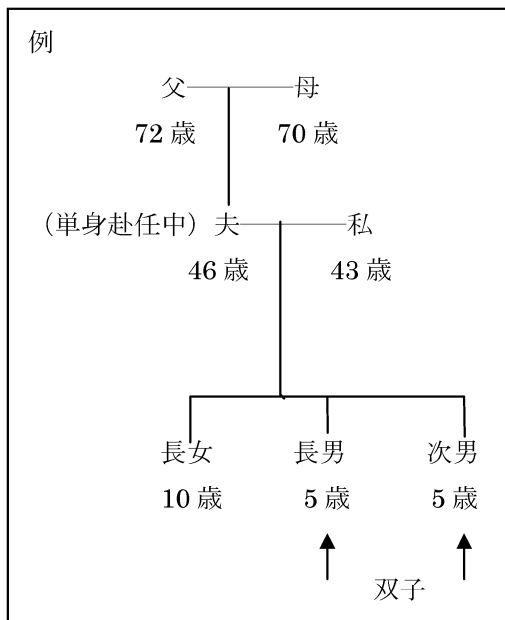 例
父 母
72歳 70歳
（単身赴任中）夫 私
46歳 43歳
長女 長男 次男
10歳 5歳 5歳
双子